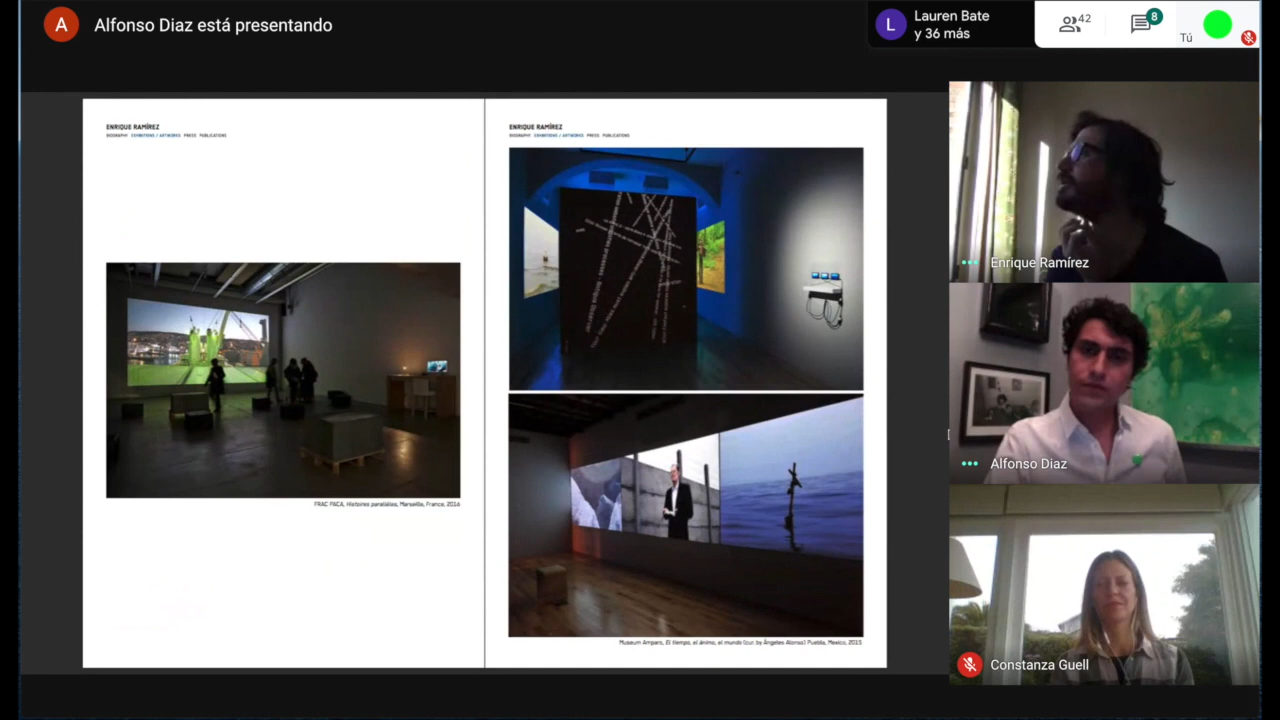 A
Alfonso Diaz está presentando
L
Lauren Bate
y 36 más
42
8
Tú
ENRIQUE RAMÍREZ
BIOGRAPHY EXHIBITIONS / ARTWORKS PRESS PUBLICATIONS
FRAC PACA, Histoires parallèles, Marseille, France, 2016
ENRIQUE RAMÍREZ
BIOGRAPHY EXHIBITIONS / ARTWORKS PRESS PUBLICATIONS
Museum Amparo, El tiempo, el ánimo, el mundo (cur. by Ángeles Alonso) Puebla, Mexico, 2015
Enrique Ramírez
Alfonso Diaz
Constanza Guell